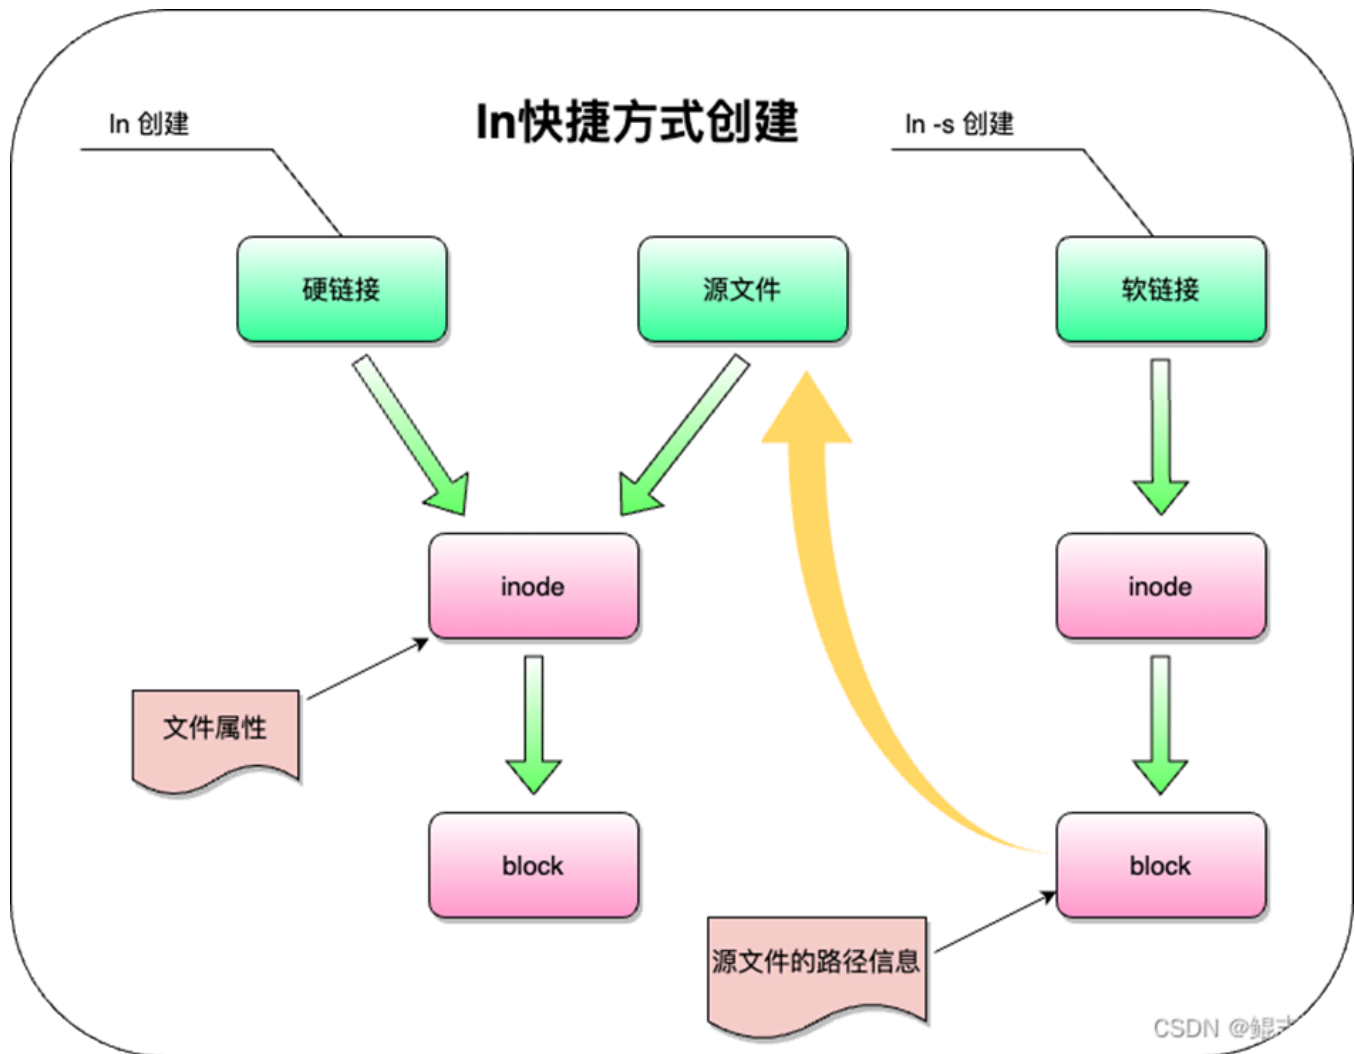 ln快捷方式创建
ln 创建
ln -s 创建
硬链接
源文件
软链接
inode
inode
文件属性
block
block
源文件的路径信息
CSDN @鲲志